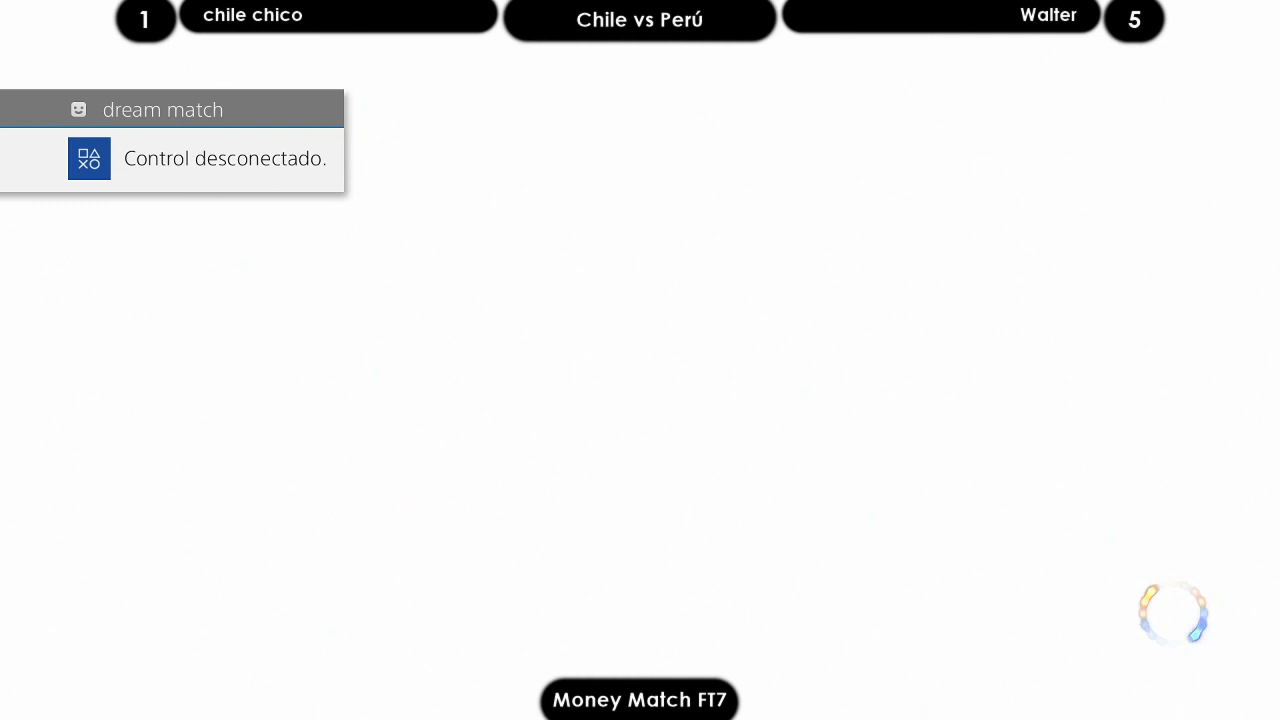 1
chile chico
Chile vs Perú
Walter
5
dream match
Control desconectado.
Money Match FT7